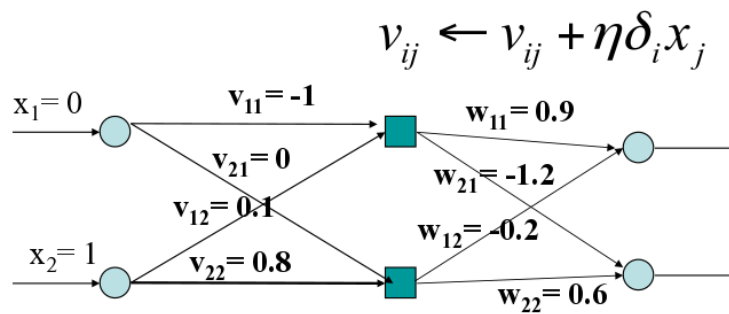 v_ij ← v_ij + ηδ_i x_j
x₁= 0
v₁₁= -1
w₁₁= 0.9
v₂₁= 0
w₂₁= -1.2
v₁₂= 0.1
w₁₂= -0.2
x₂= 1
v₂₂= 0.8
w₂₂= 0.6